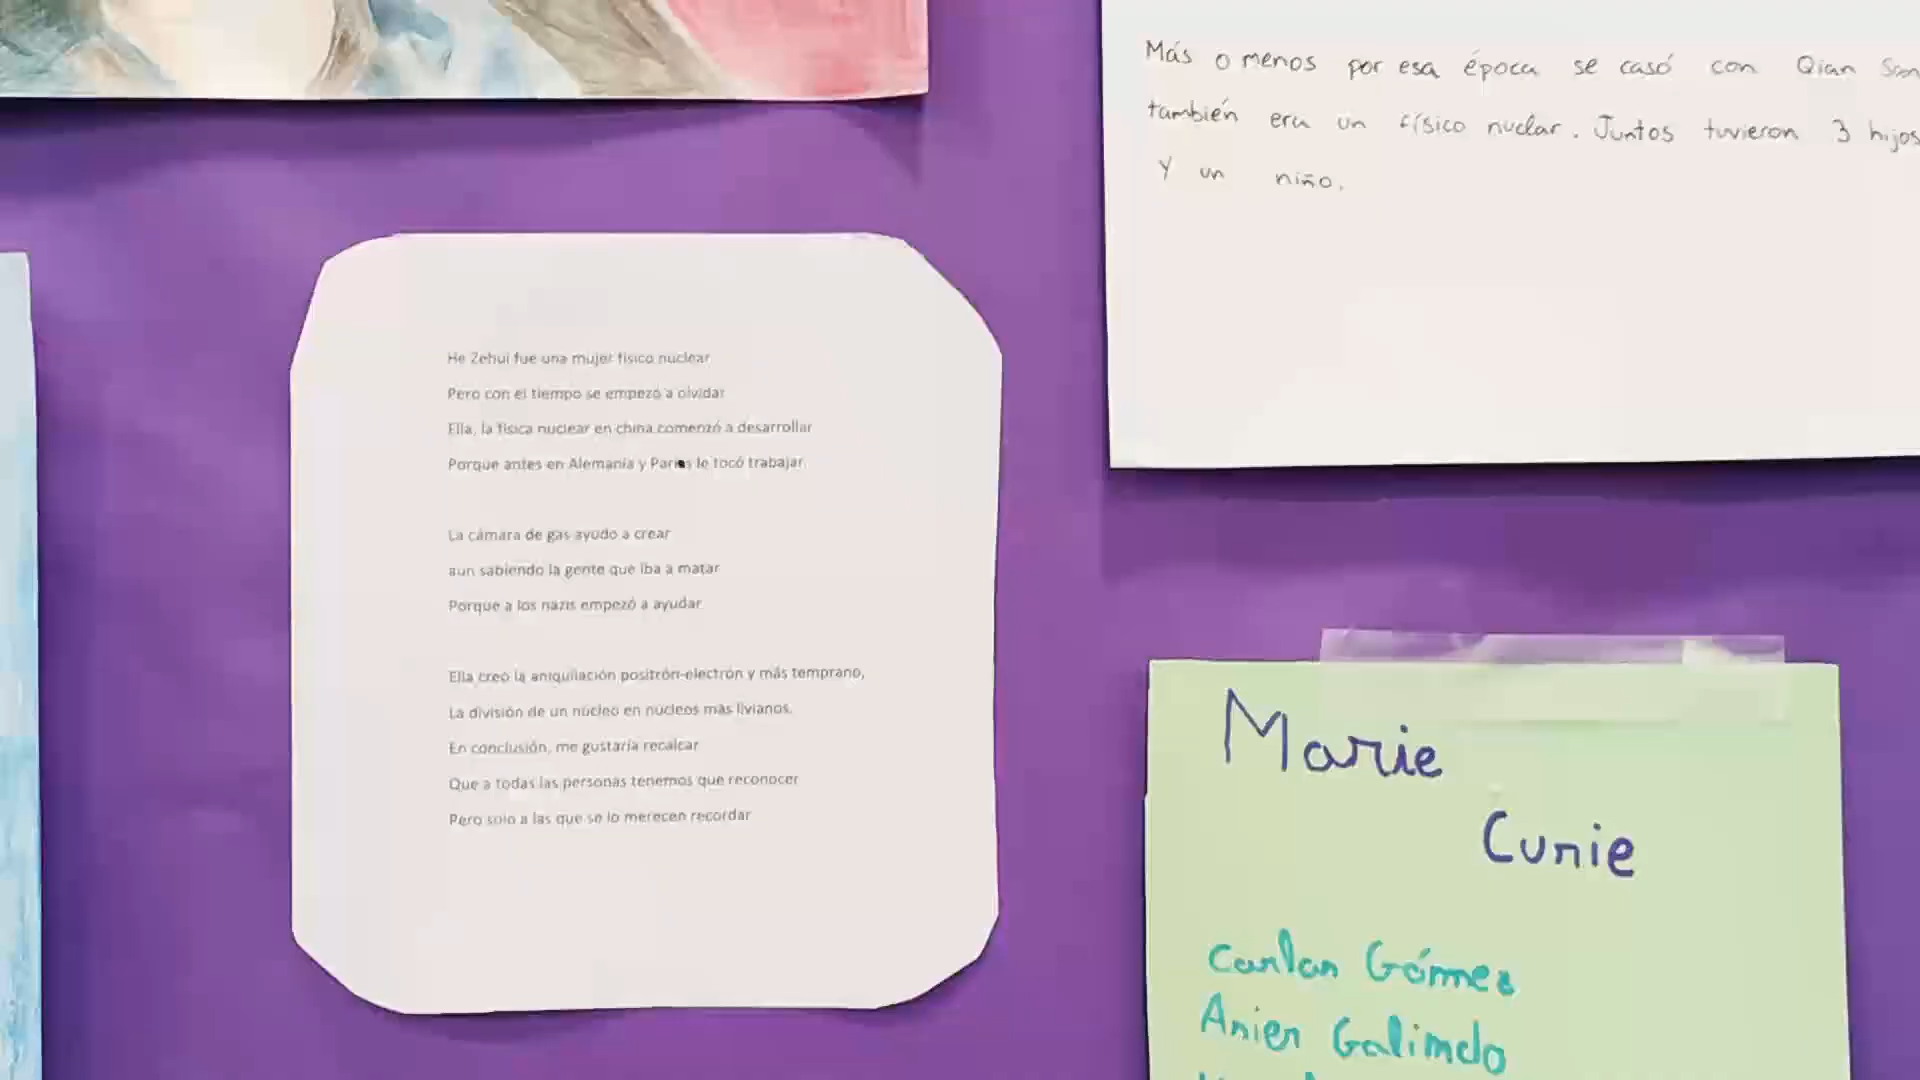 He Zehui fue una mujer físico nuclear
Pero con el tiempo se empezó a olvidar
Ella, la física nuclear en china comenzó a desarrollar
Porque antes en Alemania y Paris le tocó trabajar
La cámara de gas ayudo a crear
aun sabiendo la gente que iba a matar
Porque a los nazis empezó a ayudar
Ella creo la aniquilación positrón-electrón y más temprano,
La división de un núcleo en núcleos más livianos.
En conclusión, me gustaría recalcar
Que a todas las personas tenemos que reconocer
Pero solo a las que se lo merecen recordar
Más o menos por esa época se casó con Qian San
también era un físico nuclar. Juntos tuvieron 3 hijos
Y un niño.
Marie
Curie
Carlan Gómez
Anier Galimdo